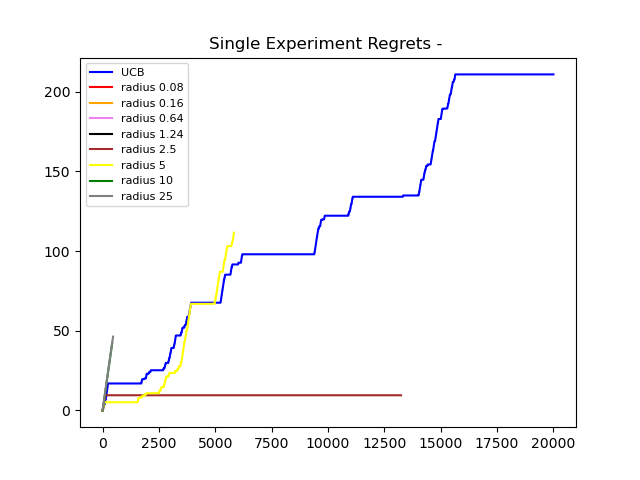 Single Experiment Regrets -
UCB
radius 0.08
radius 0.16
radius 0.64
radius 1.24
radius 2.5
radius 5
radius 10
radius 25
200
150
100
50
0
0 2500 5000 7500 10000 12500 15000 17500 20000